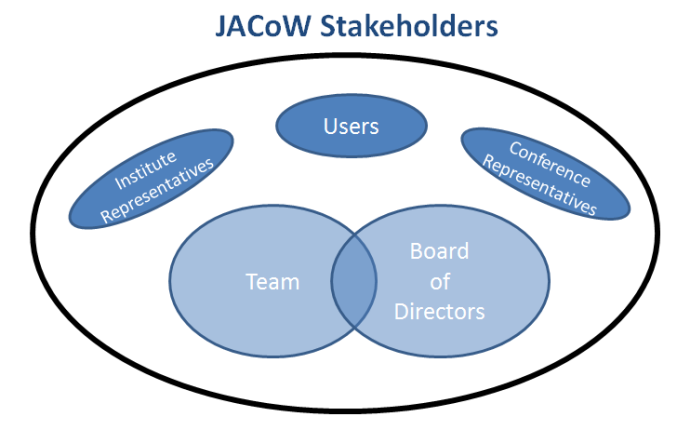 JACoW Stakeholders
Users
Institute
Representatives
Conference
Representatives
Team
Board
of
Directors